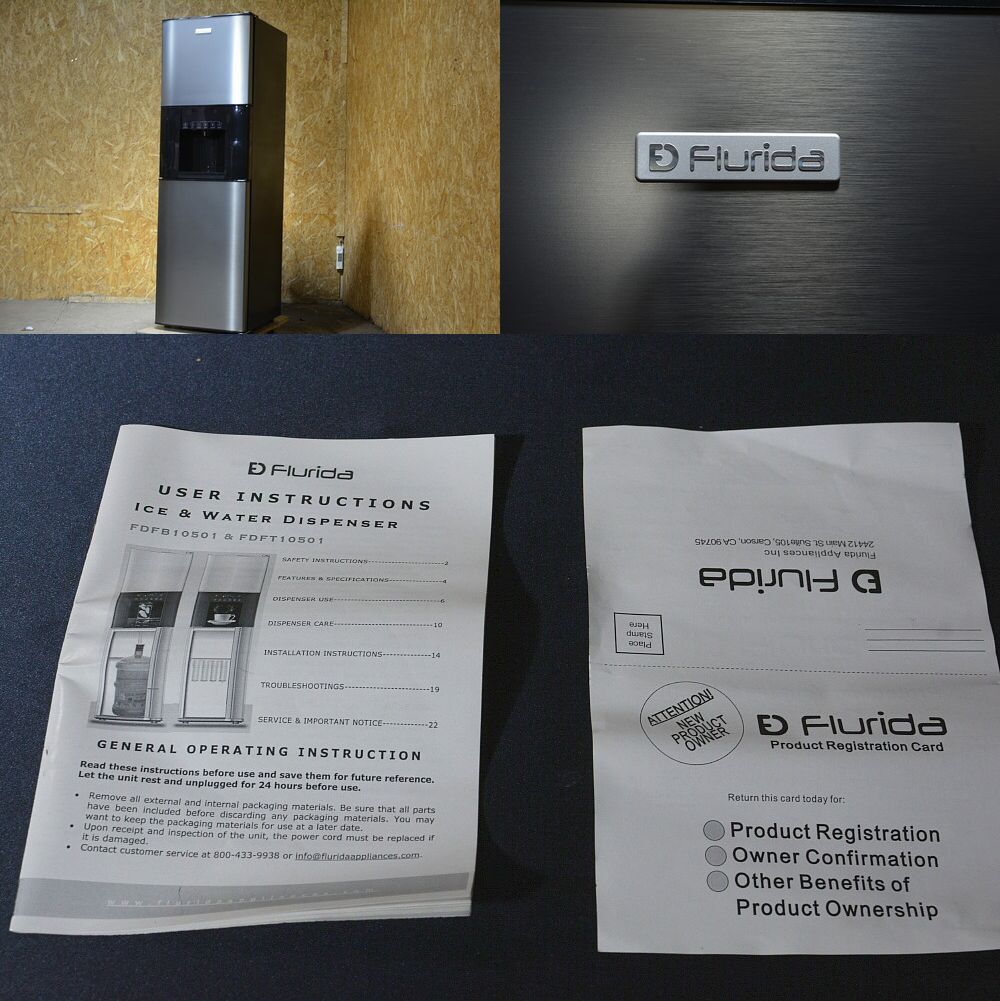 Flurida
Flurida
USER INSTRUCTIONS
ICE & WATER DISPENSER
FDFB10501 & FDFT10501
SAFETY INSTRUCTIONS--------------------2
FEATURES & SPECIFICATIONS-------------4
DISPENSER USE----------------------------6
DISPENSER CARE--------------------------10
INSTALLATION INSTRUCTIONS-------------14
TROUBLESHOOTINGS----------------------19
SERVICE & IMPORTANT NOTICE------------22
GENERAL OPERATING INSTRUCTION
Read these instructions before use and save them for future reference.
Let the unit rest and unplugged for 24 hours before use.
• Remove all external and internal packaging materials. Be sure that all parts
have been included before discarding any packaging materials. You may
want to keep the packaging materials for use at a later date.
• Upon receipt and inspection of the unit, the power cord must be replaced if
it is damaged.
• Contact customer service at 800-433-9938 or info@fluridaappliances.com.
www.fluridaappliances.com
24412 Main St. Suite105, Carson, CA 90745
Flurida Appliances Inc
Flurida
Place
Stamp
Here
ATTENTION!
NEW
PRODUCT
OWNER
Flurida
Product Registration Card
Return this card today for:
Product Registration
Owner Confirmation
Other Benefits of
Product Ownership